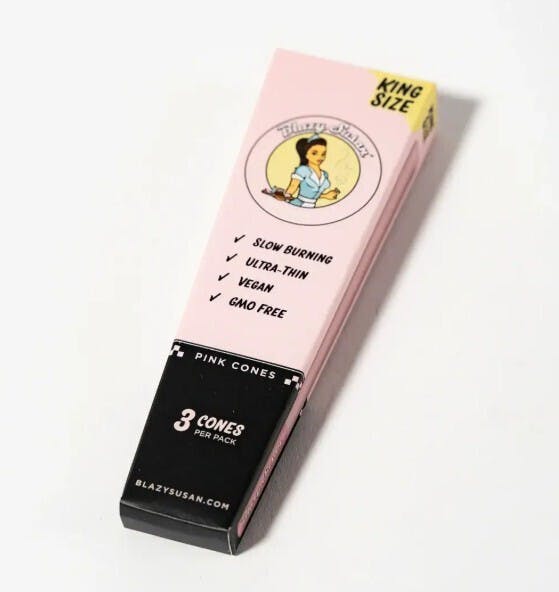 KING
SIZE
Blazy Susan
SLOW BURNING
ULTRA-THIN
VEGAN
GMO FREE
PINK CONES
3 CONES
PER PACK
BLAZYSUSAN.COM